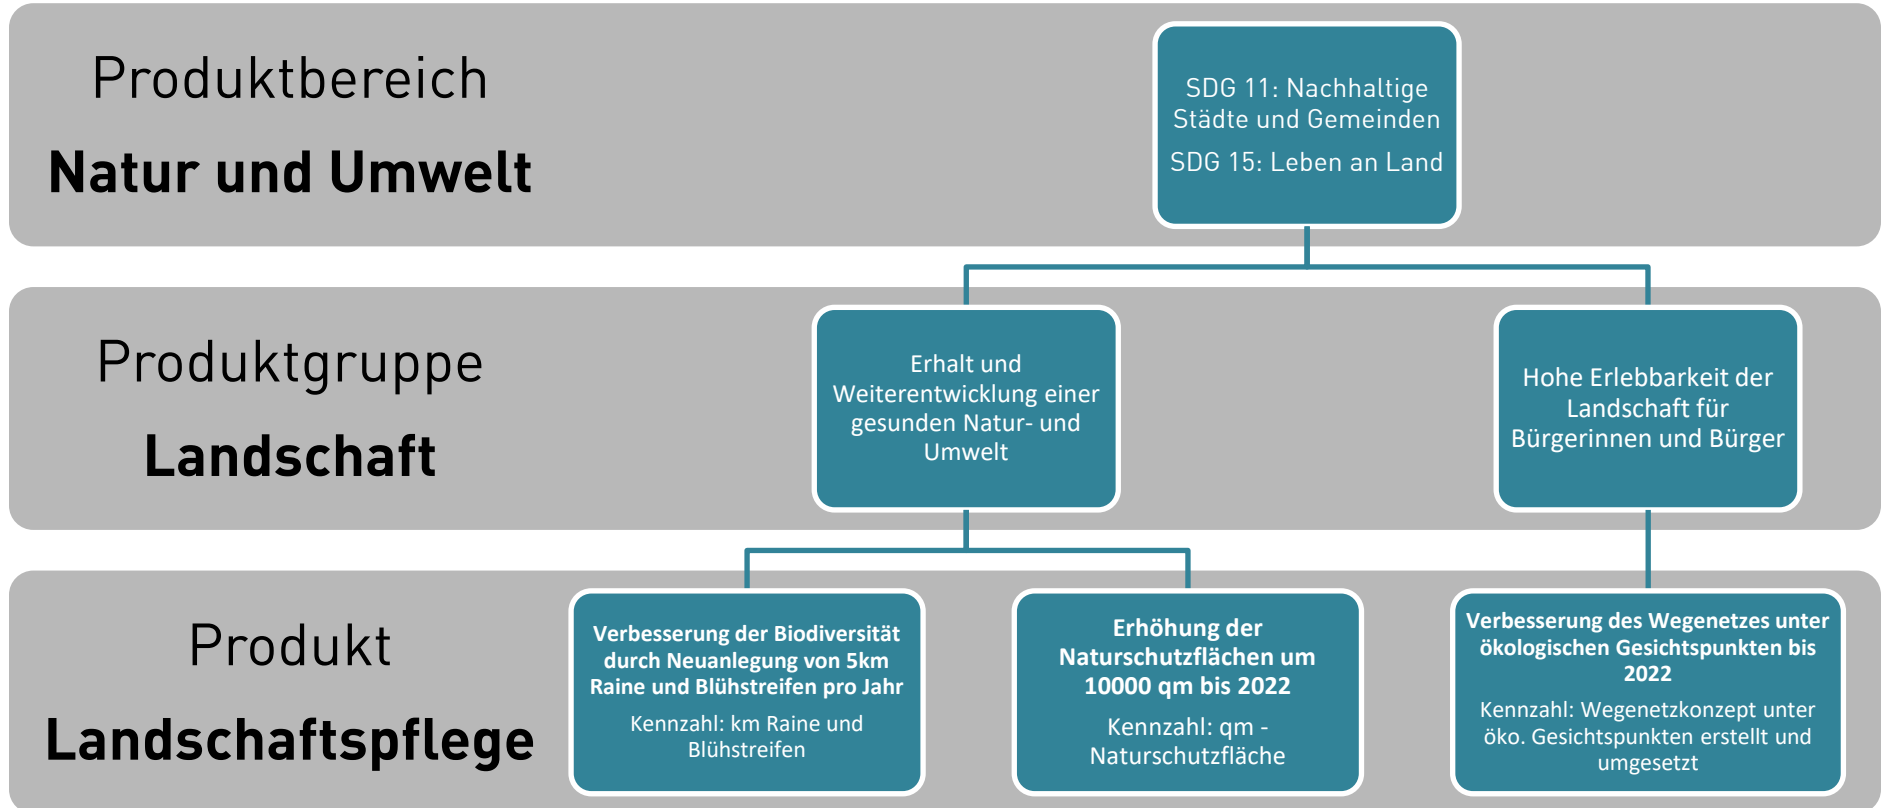 Produktbereich
Natur und Umwelt
SDG 11: Nachhaltige
Städte und Gemeinden
SDG 15: Leben an Land
Produktgruppe
Landschaft
Erhalt und
Weiterentwicklung einer
gesunden Natur- und
Umwelt
Hohe Erlebbarkeit der
Landschaft für
Bürgerinnen und Bürger
Produkt
Landschaftspflege
Verbesserung der Biodiversität
durch Neuanlegung von 5km
Raine und Blühstreifen pro Jahr
Kennzahl: km Raine und
Blühstreifen
Erhöhung der
Naturschutzflächen um
10000 qm bis 2022
Kennzahl: qm -
Naturschutzfläche
Verbesserung des Wegenetzes unter
ökologischen Gesichtspunkten bis
2022
Kennzahl: Wegenetzkonzept unter
öko. Gesichtspunkten erstellt und
umgesetzt